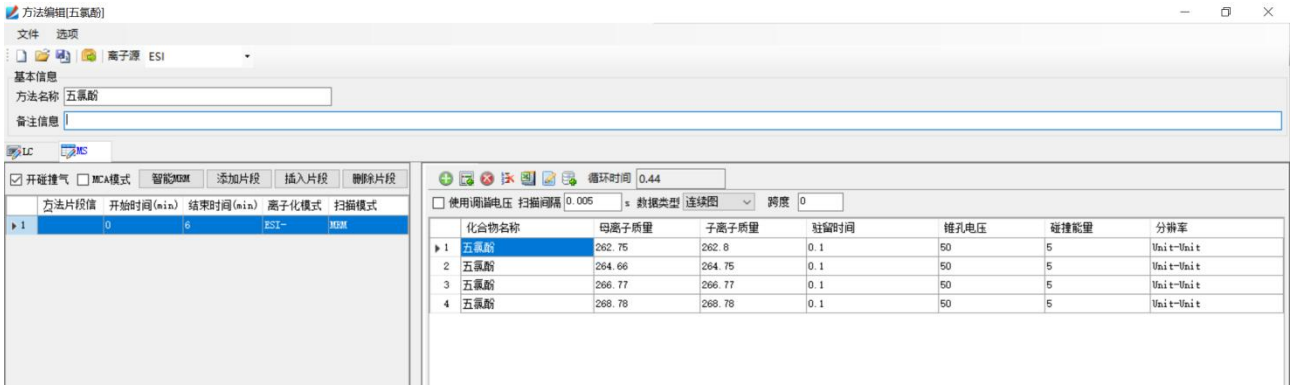 方法编辑[五氯酚]
文件 选项
离子源 ESI
基本信息
方法名称 五氯酚
备注信息
LC MS
开碰撞气 MCA模式 智能MRM 添加片段 插入片段 删除片段
循环时间 0.44
使用调谐电压 扫描间隔 0.005 s 数据类型 连续图 跨度 0
方法片段信 开始时间(min) 结束时间(min) 离子化模式 扫描模式
1 0 6 ESI- MRM
化合物名称 母离子质量 子离子质量 驻留时间 锥孔电压 碰撞能量 分辨率
1 五氯酚 262.75 262.8 0.1 50 5 Unit-Unit
2 五氯酚 264.66 264.75 0.1 50 5 Unit-Unit
3 五氯酚 266.77 266.77 0.1 50 5 Unit-Unit
4 五氯酚 268.78 268.78 0.1 50 5 Unit-Unit